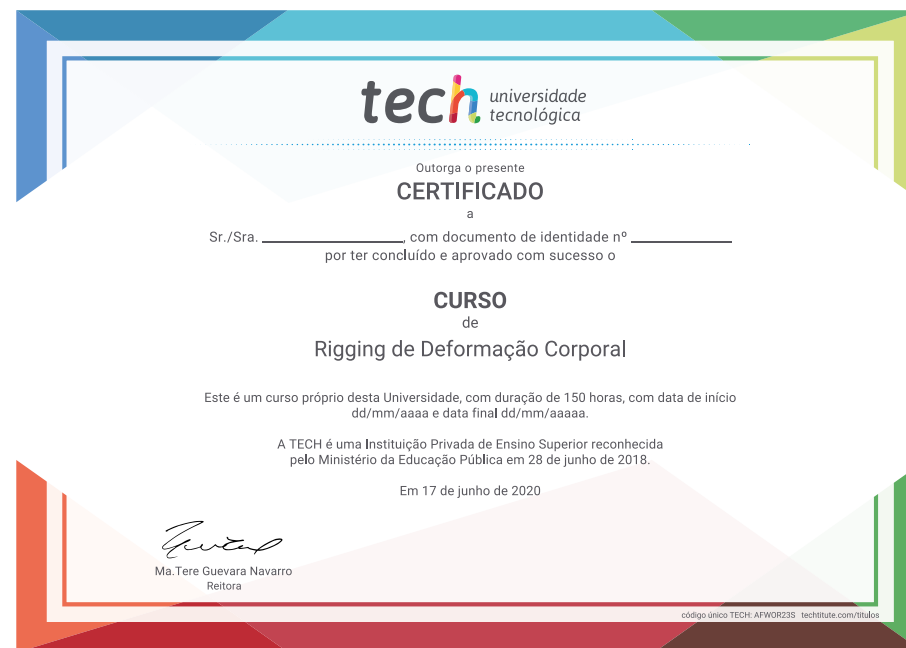 tech universidade
tecnológica
Outorga o presente
CERTIFICADO
a
Sr./Sra. ____________________, com documento de identidade nº ______________
por ter concluído e aprovado com sucesso o
CURSO
de
Rigging de Deformação Corporal
Este é um curso próprio desta Universidade, com duração de 150 horas, com data de início
dd/mm/aaaa e data final dd/mm/aaaaa.
A TECH é uma Instituição Privada de Ensino Superior reconhecida
pelo Ministério da Educação Pública em 28 de junho de 2018.
Em 17 de junho de 2020
Ma.Tere Guevara Navarro
Reitora
código único TECH: AFWOR23S techtitute.com/titulos